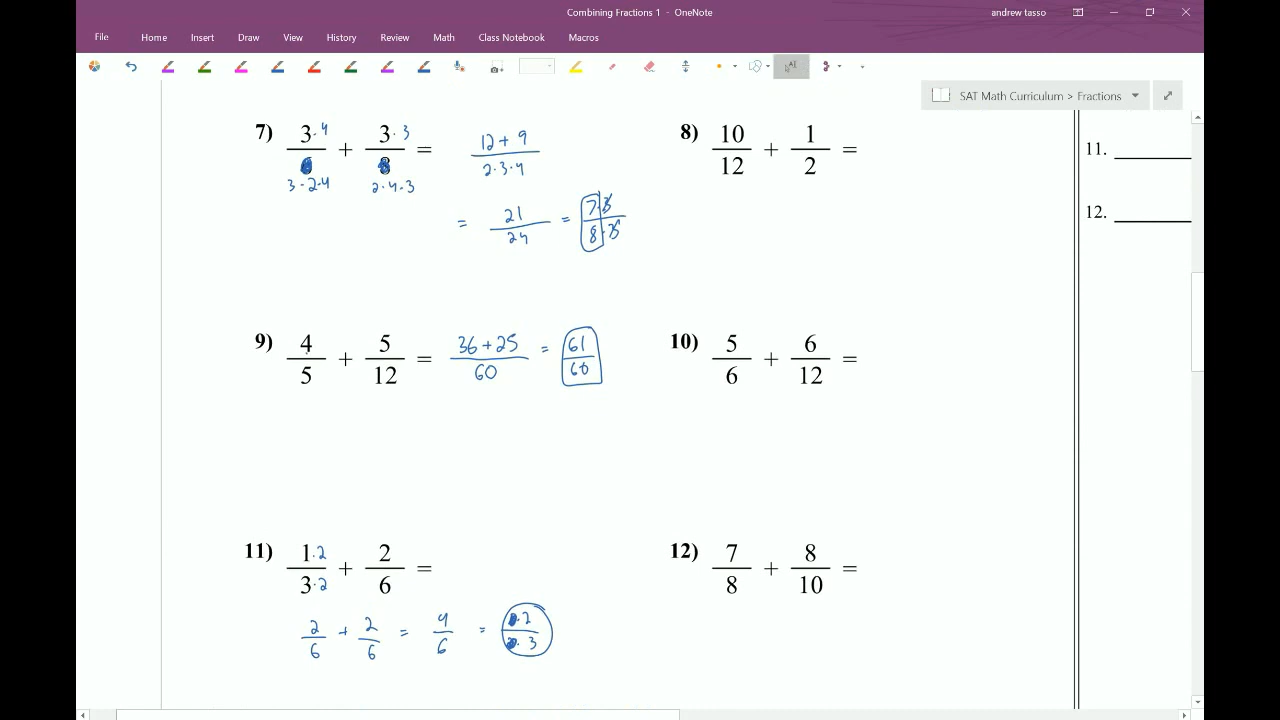 Combining Fractions 1 - OneNote
andrew tasso
File Home Insert Draw View History Review Math Class Notebook Macros
SAT Math Curriculum > Fractions
7) 3·4 + 3·3 = 12 + 9
8
3·2·4 2·4·3 2·3·4
= 21 = 7·3
24 8·3
8) 10 + 1 =
12 2
11. ________
12. ________
9) 4 + 5 = 36 + 25 = 61
5 12 60 60
10) 5 + 6 =
6 12
11) 1·2 + 2 =
3·2 6
2 + 2 = 4 = ·2
6 6 6 ·3
12) 7 + 8 =
8 10